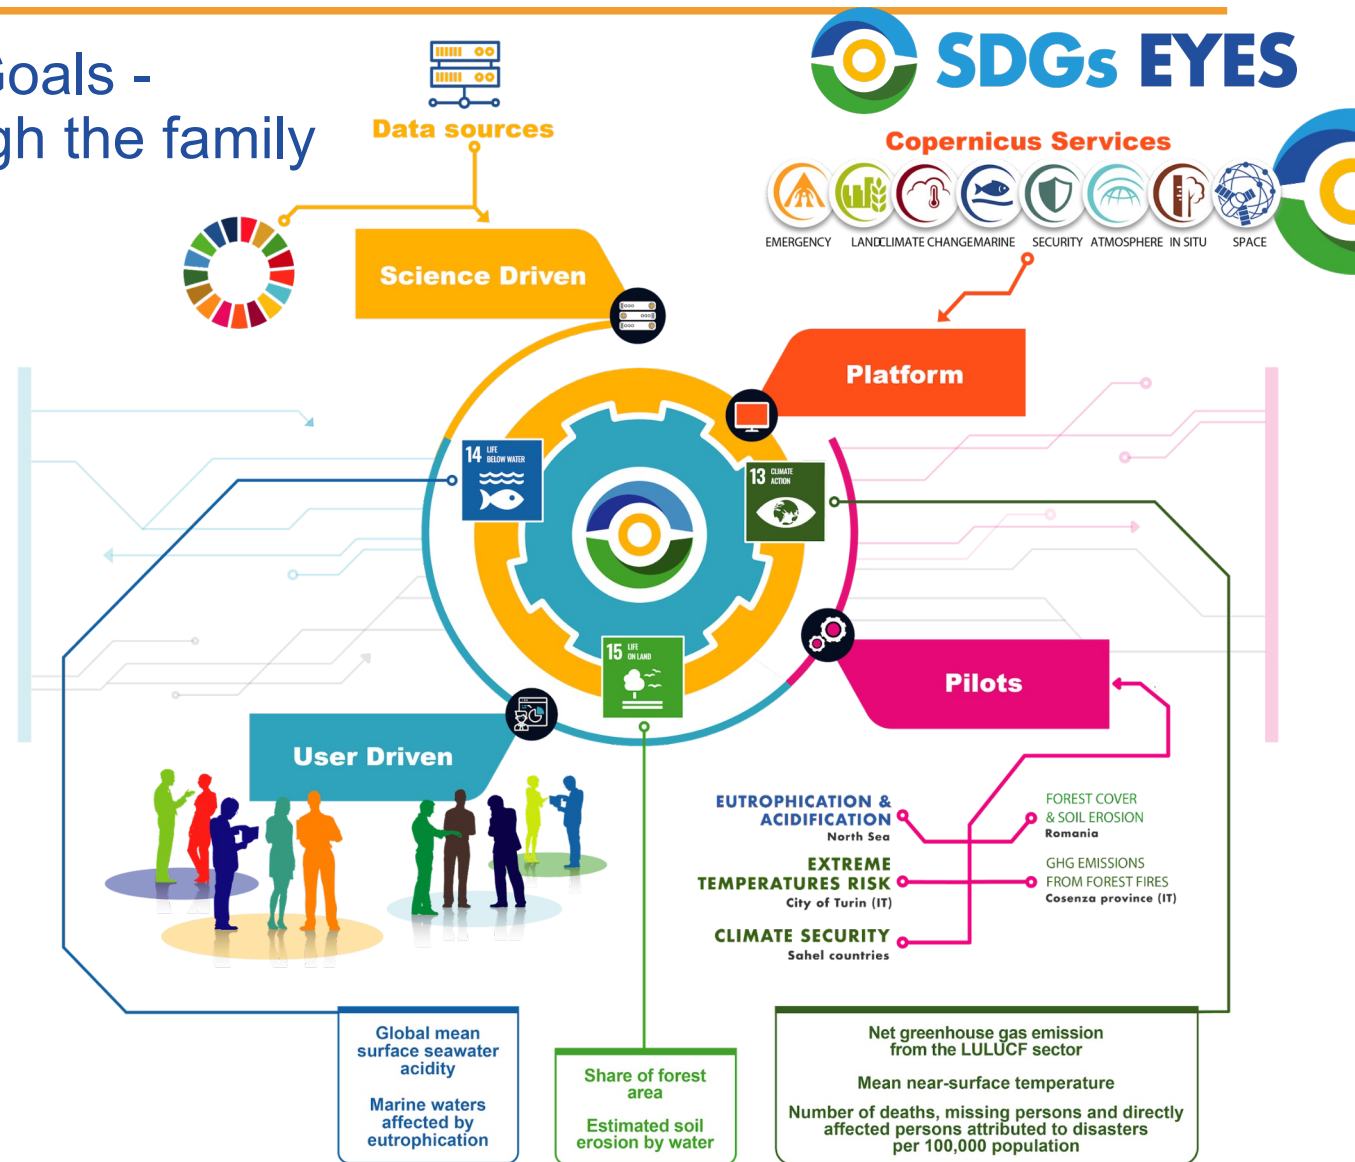 Goals -
gh the family
SDGs EYES
Data sources
Copernicus Services
EMERGENCY
LAND
CLIMATE CHANGE
MARINE
SECURITY
ATMOSPHERE
IN SITU
SPACE
Science Driven
Platform
14 LIFE
BELOW WATER
13 CLIMATE
ACTION
15 LIFE
ON LAND
Pilots
User Driven
EUTROPHICATION &
ACIDIFICATION
North Sea
FOREST COVER
& SOIL EROSION
Romania
EXTREME
TEMPERATURES RISK
City of Turin (IT)
GHG EMISSIONS
FROM FOREST FIRES
Cosenza province (IT)
CLIMATE SECURITY
Sahel countries
Global mean
surface seawater
acidity
Marine waters
affected by
eutrophication
Share of forest
area
Estimated soil
erosion by water
Net greenhouse gas emission
from the LULUCF sector
Mean near-surface temperature
Number of deaths, missing persons and directly
affected persons attributed to disasters
per 100,000 population